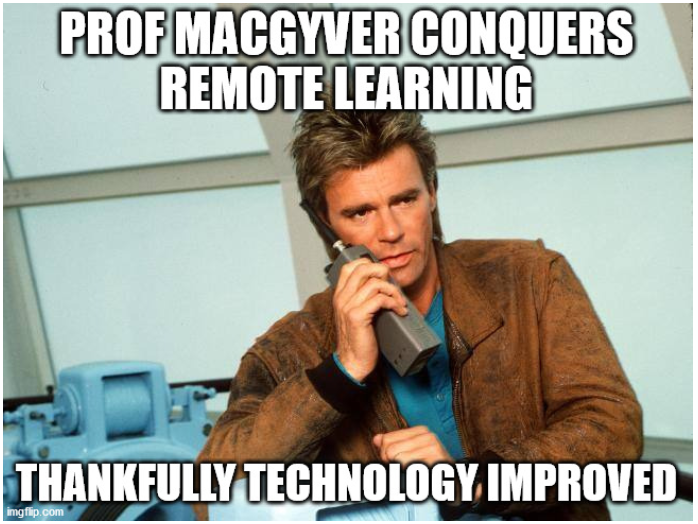 PROF MACGYVER CONQUERS
REMOTE LEARNING
THANKFULLY TECHNOLOGY IMPROVED
imgflip.com